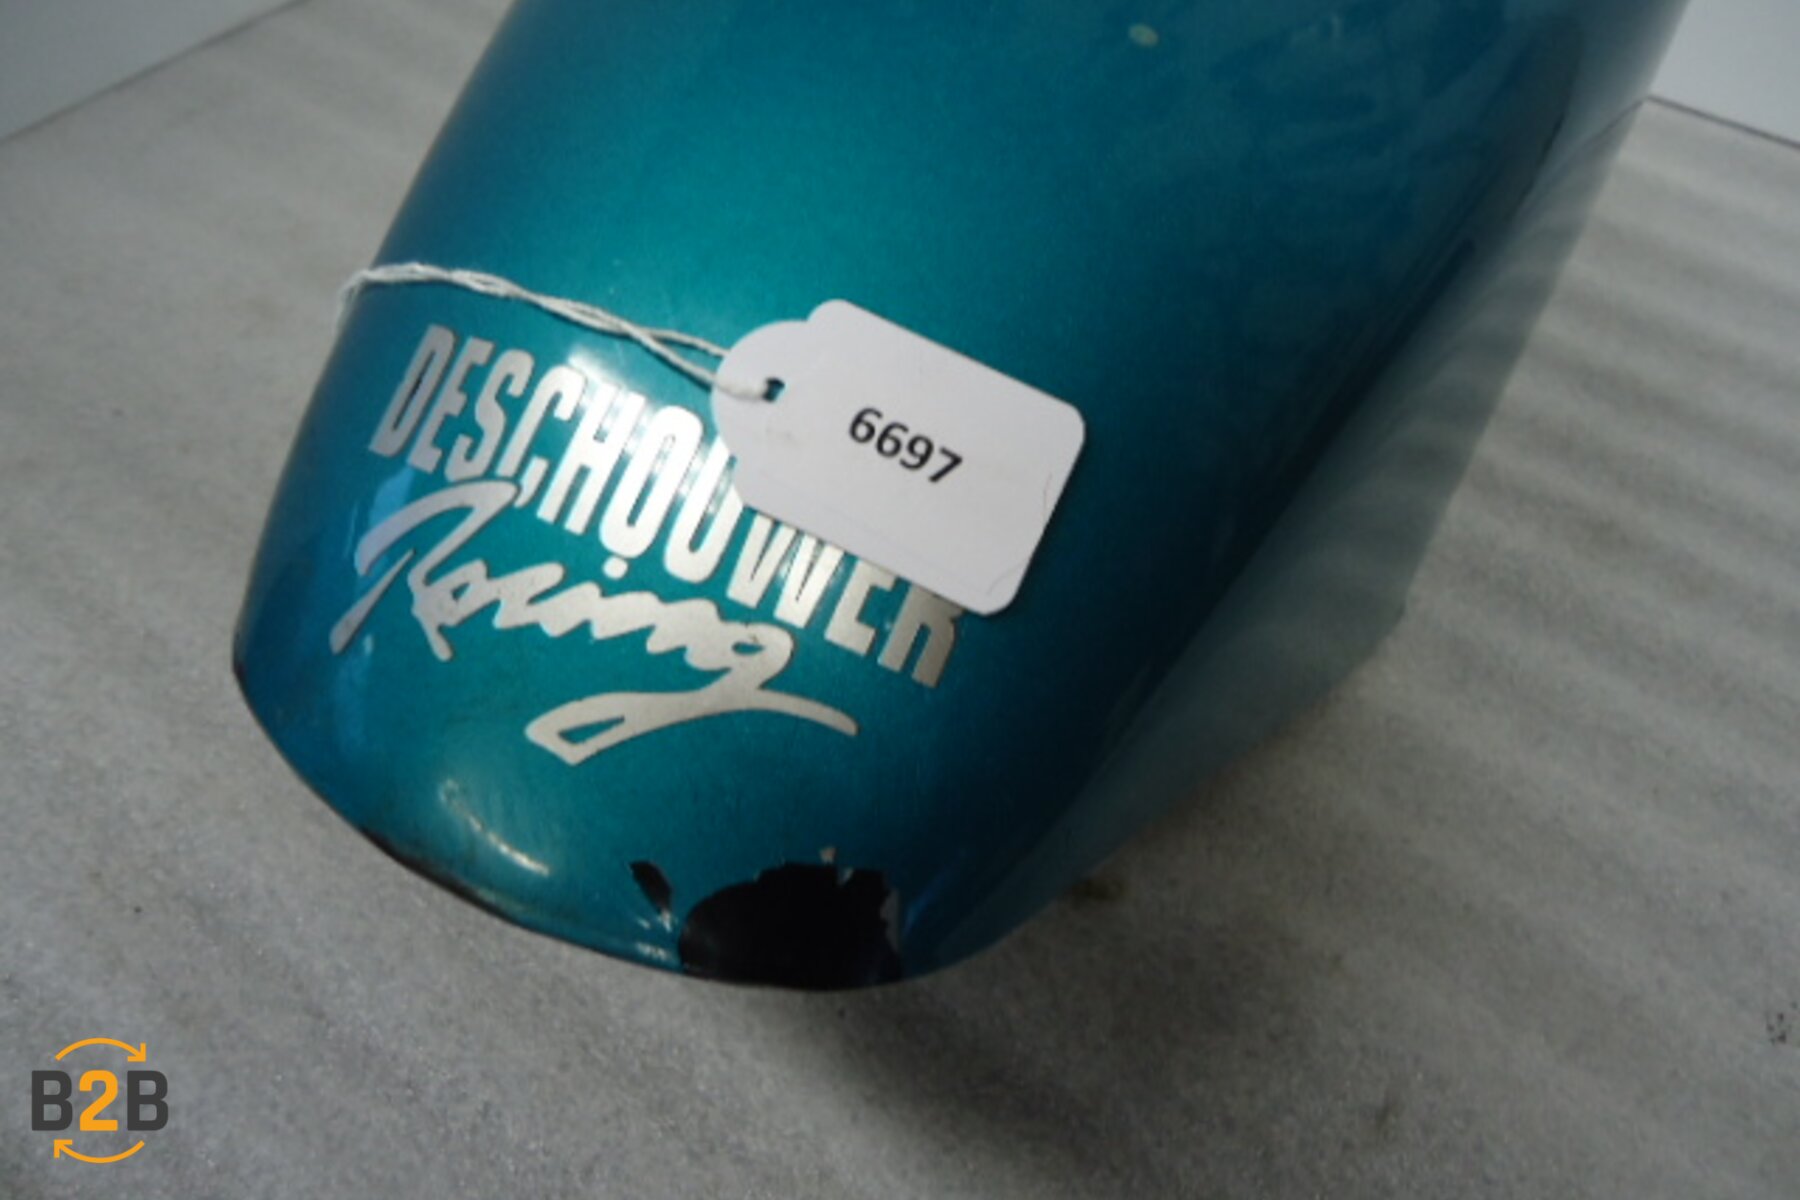 6697
DESCHOUWER
Racing
B2B